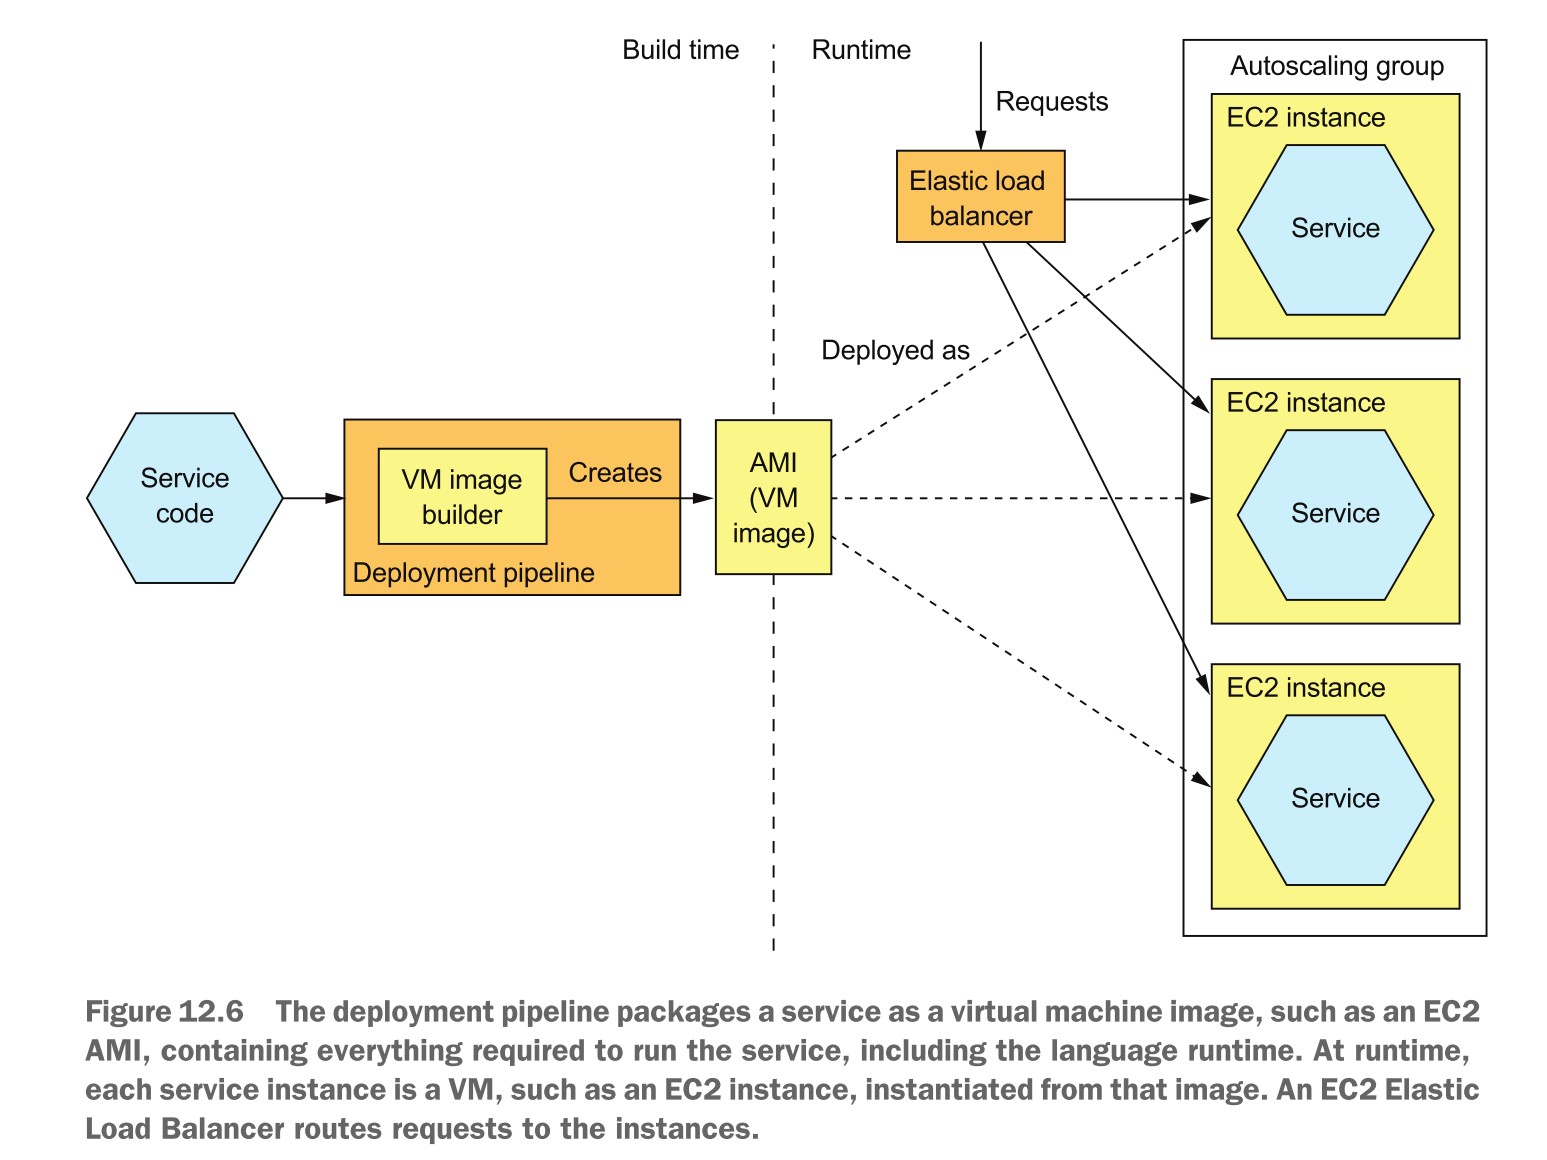 Build time
Runtime
Requests
Autoscaling group
EC2 instance
Service
Elastic load
balancer
Deployed as
EC2 instance
Service
Service
code
VM image
builder
Creates
Deployment pipeline
AMI
(VM
image)
EC2 instance
Service
Figure 12.6 The deployment pipeline packages a service as a virtual machine image, such as an EC2
AMI, containing everything required to run the service, including the language runtime. At runtime,
each service instance is a VM, such as an EC2 instance, instantiated from that image. An EC2 Elastic
Load Balancer routes requests to the instances.